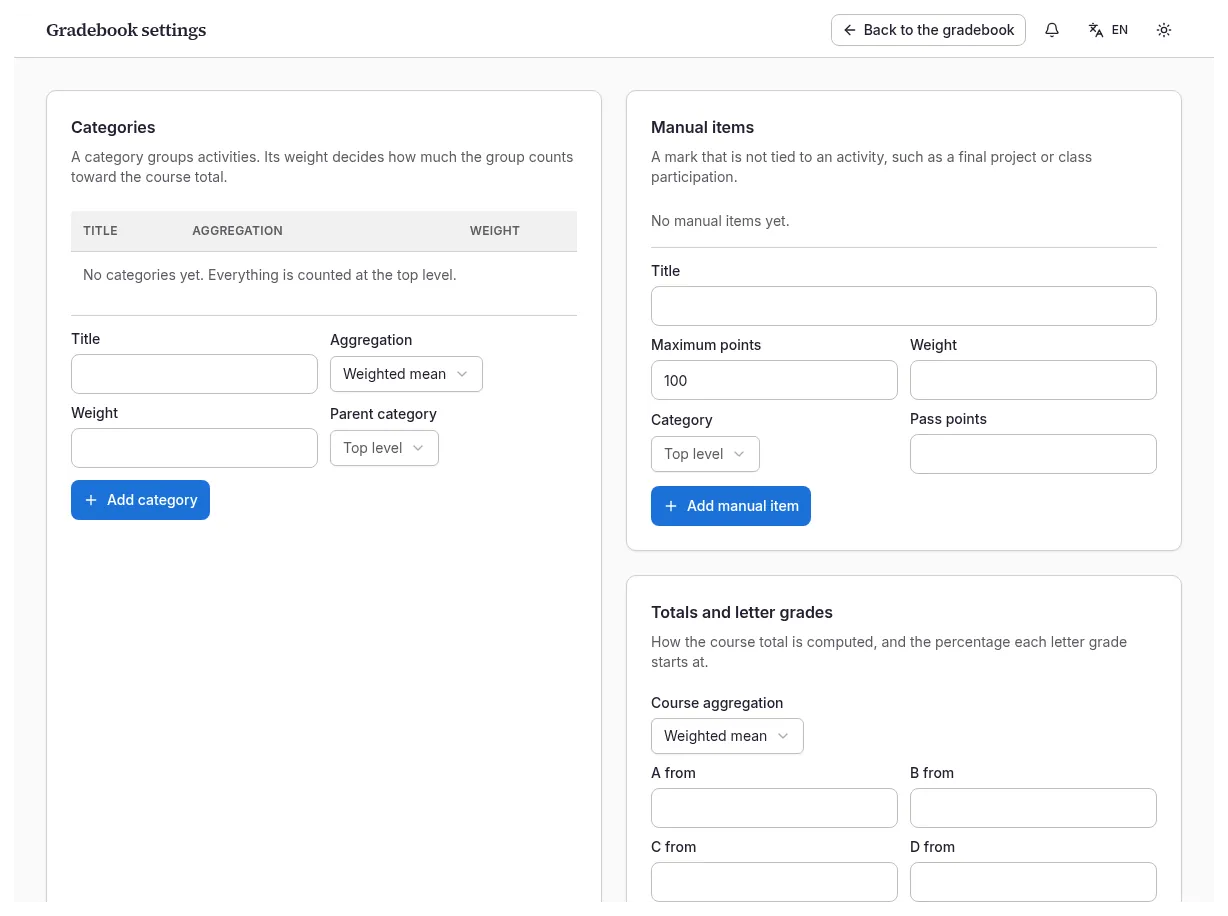 Gradebook settings
Back to the gradebook
EN
Categories
A category groups activities. Its weight decides how much the group counts
toward the course total.
TITLE AGGREGATION WEIGHT
No categories yet. Everything is counted at the top level.
Title
Aggregation
Weighted mean
Weight
Parent category
Top level
Add category
Manual items
A mark that is not tied to an activity, such as a final project or class
participation.
No manual items yet.
Title
Maximum points
100
Weight
Category
Top level
Pass points
Add manual item
Totals and letter grades
How the course total is computed, and the percentage each letter grade
starts at.
Course aggregation
Weighted mean
A from
B from
C from
D from